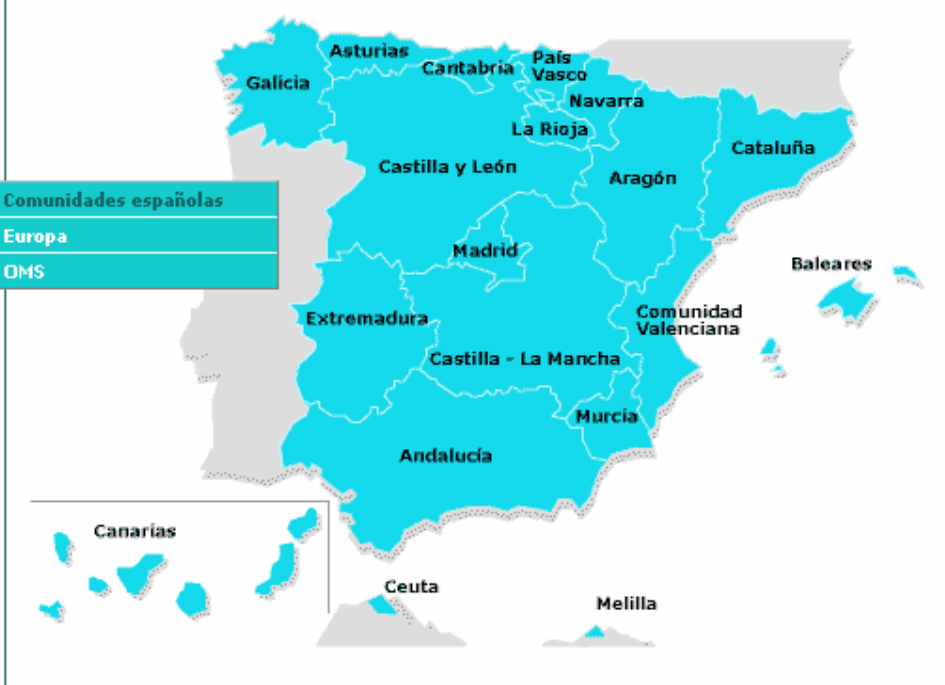 Asturias
País
Vasco
Cantabria
Galicia
Navarra
La Rioja
Cataluña
Castilla y León
Aragón
Comunidades españolas
Europa
OMS
Madrid
Baleares
Extremadura
Comunidad
Valenciana
Castilla - La Mancha
Murcia
Andalucía
Canarias
Ceuta
Melilla